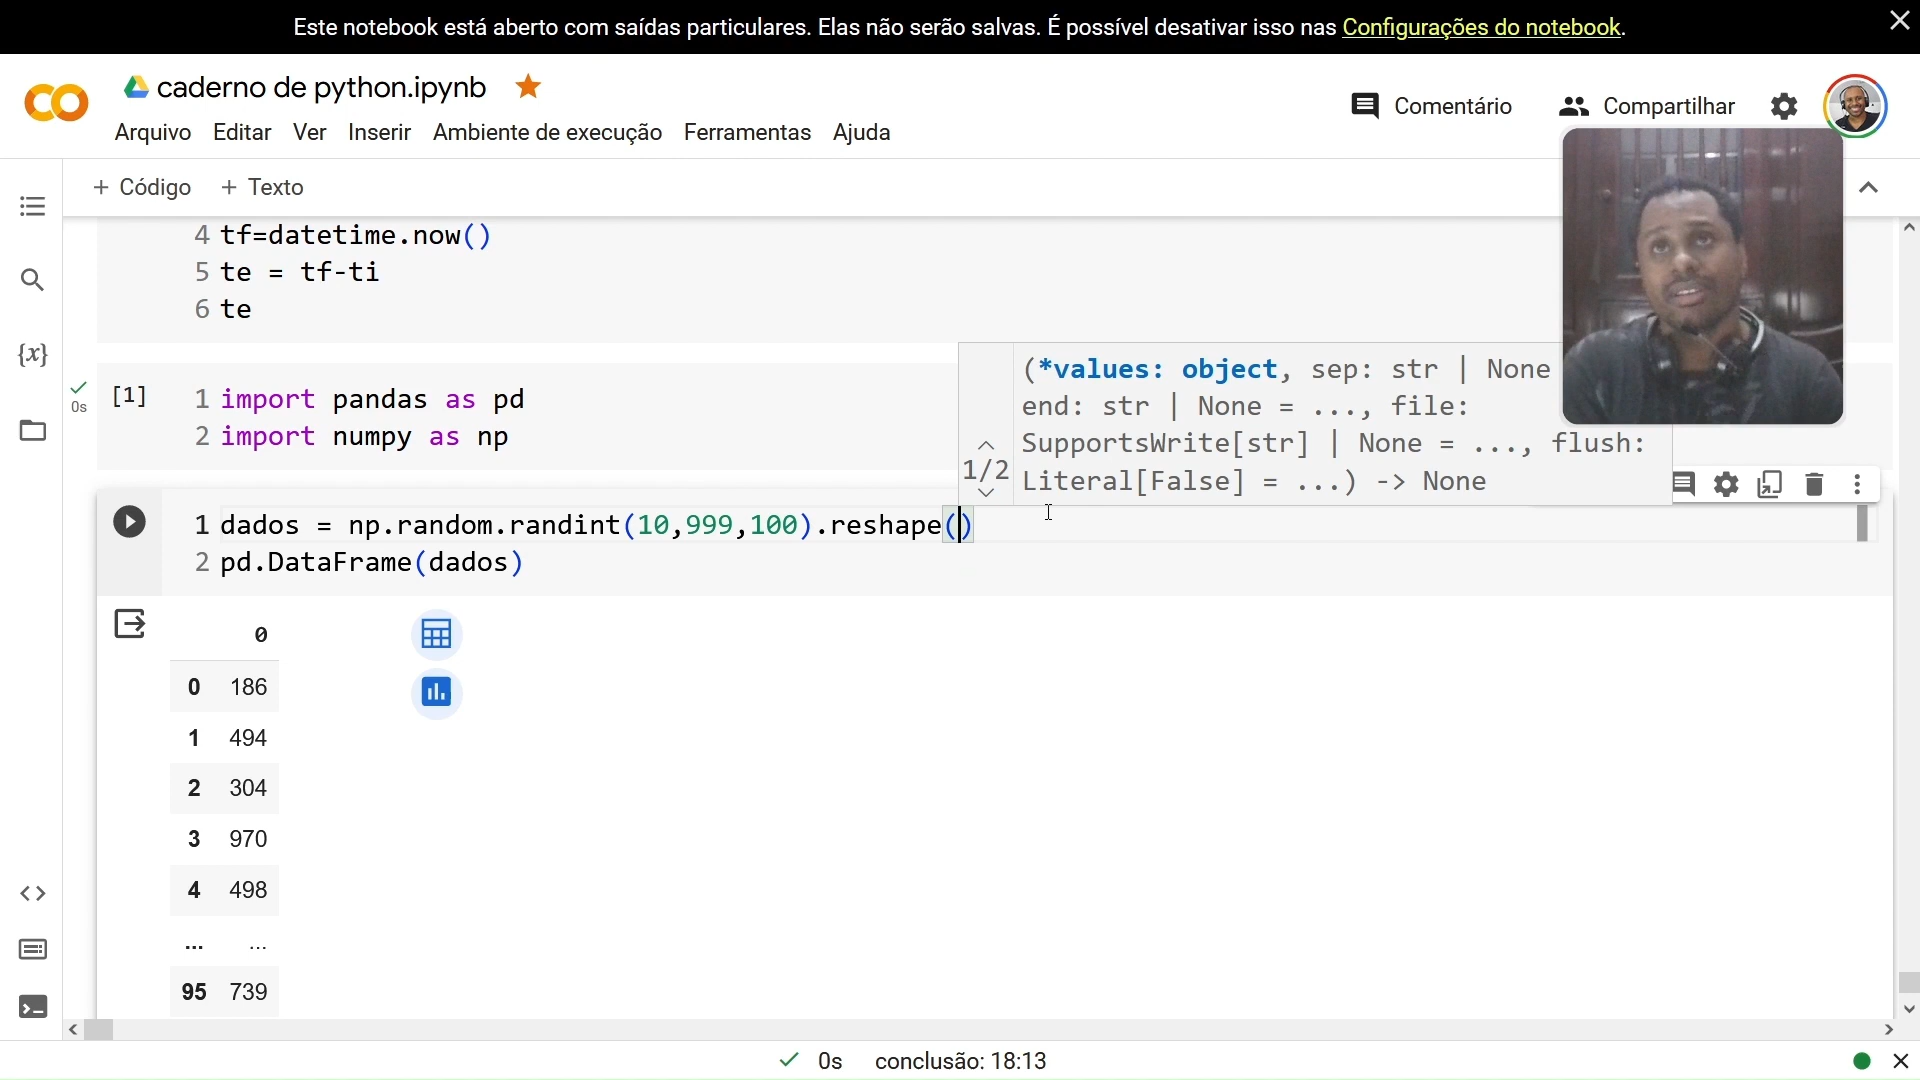 Este notebook está aberto com saídas particulares. Elas não serão salvas. É possível desativar isso nas Configurações do notebook.
caderno de python.ipynb
Comentário
Compartilhar
Arquivo Editar Ver Inserir Ambiente de execução Ferramentas Ajuda
+ Código + Texto
4 tf=datetime.now()
5 te = tf-ti
6 te
0s
[1]
1 import pandas as pd
2 import numpy as np
(*values: object, sep: str | None
end: str | None = ..., file:
SupportsWrite[str] | None = ..., flush:
Literal[False] = ...) -> None
1/2
1 dados = np.random.randint(10,999,100).reshape()
2 pd.DataFrame(dados)
0
0 186
1 494
2 304
3 970
4 498
... ...
95 739
0s conclusão: 18:13